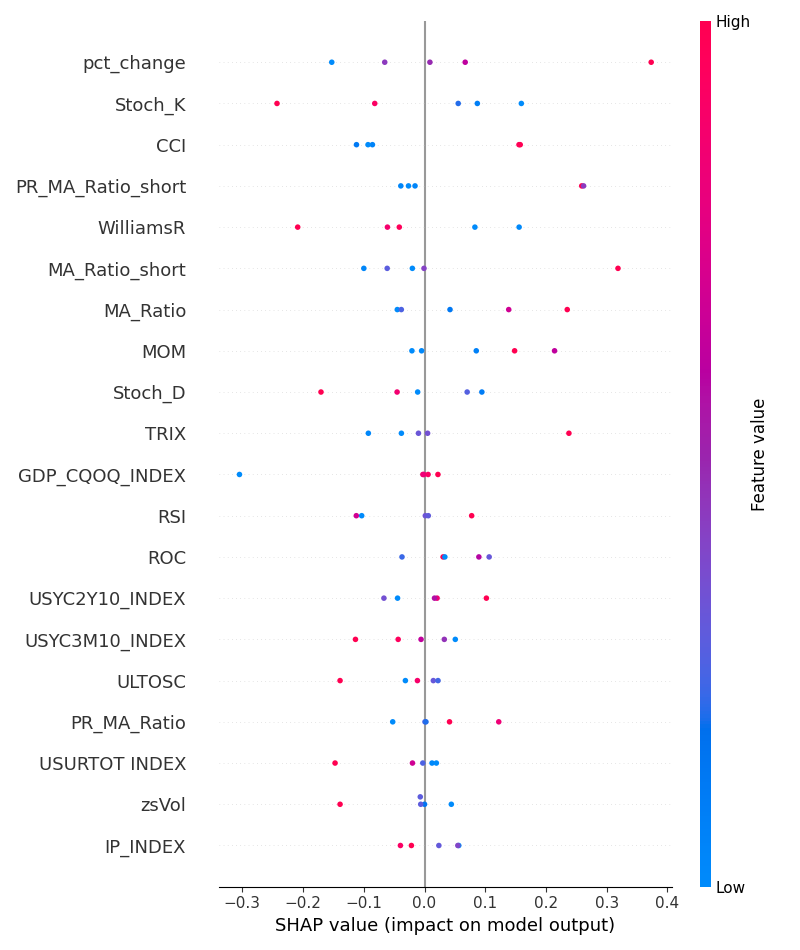 High
pct_change
Stoch_K
CCI
PR_MA_Ratio_short
WilliamsR
MA_Ratio_short
MA_Ratio
MOM
Stoch_D
TRIX
GDP_CQOQ_INDEX
RSI
ROC
USYC2Y10_INDEX
USYC3M10_INDEX
ULTOSC
PR_MA_Ratio
USURTOT INDEX
zsVol
IP_INDEX
Feature value
Low
−0.3 −0.2 −0.1 0.0 0.1 0.2 0.3 0.4
SHAP value (impact on model output)